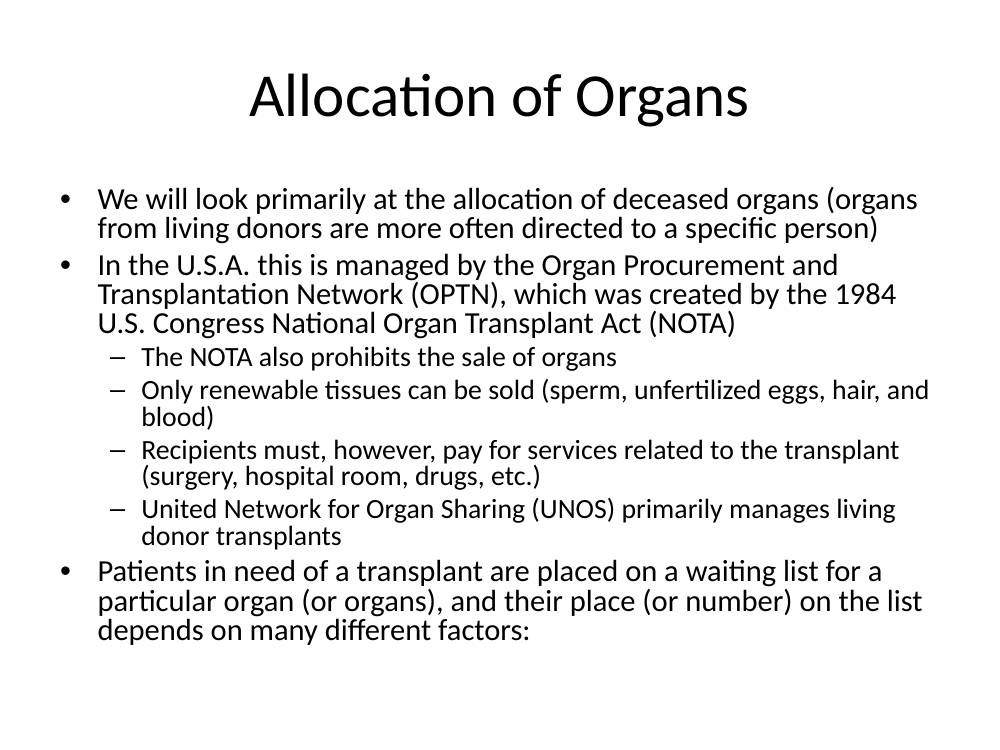 Allocation of Organs
• We will look primarily at the allocation of deceased organs (organs
from living donors are more often directed to a specific person)
• In the U.S.A. this is managed by the Organ Procurement and
Transplantation Network (OPTN), which was created by the 1984
U.S. Congress National Organ Transplant Act (NOTA)
– The NOTA also prohibits the sale of organs
– Only renewable tissues can be sold (sperm, unfertilized eggs, hair, and
blood)
– Recipients must, however, pay for services related to the transplant
(surgery, hospital room, drugs, etc.)
– United Network for Organ Sharing (UNOS) primarily manages living
donor transplants
• Patients in need of a transplant are placed on a waiting list for a
particular organ (or organs), and their place (or number) on the list
depends on many different factors: